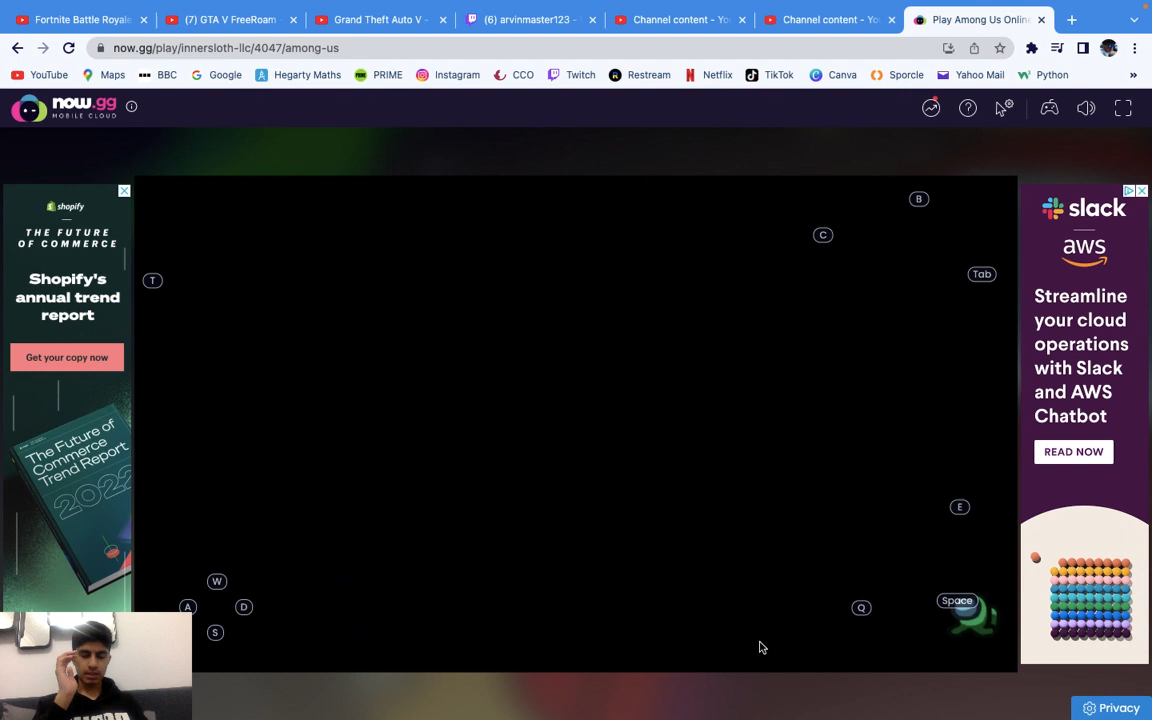 Fortnite Battle Royale
(7) GTA V FreeRoam
Grand Theft Auto V -
(6) arvinmaster123 -
Channel content - Yo
Channel content - Yo
Play Among Us Online
now.gg/play/innersloth-llc/4047/among-us
YouTube
Maps
BBC
Google
Hegarty Maths
PRIME
Instagram
CCO
Twitch
Restream
Netflix
TikTok
Canva
Sporcle
Yahoo Mail
Python
»
now.gg
MOBILE CLOUD
shopify
THE FUTURE
OF COMMERCE
Shopify's
annual trend
report
Get your copy now
The Future of
Commerce
Trend Report
2022
B
C
T
Tab
E
W
A
D
S
Q
Space
slack
aws
Streamline
your cloud
operations
with Slack
and AWS
Chatbot
READ NOW
Privacy